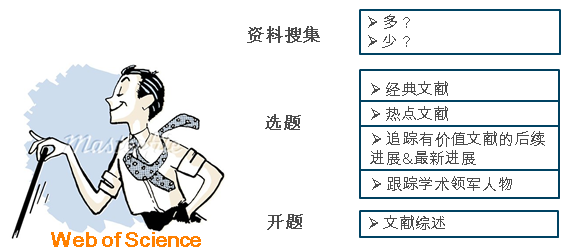 资料搜集
➢多？
➢少？
选题
➢经典文献
➢热点文献
➢追踪有价值文献的后续
进展&最新进展
➢跟踪学术领军人物
开题
➢文献综述
Web of Science